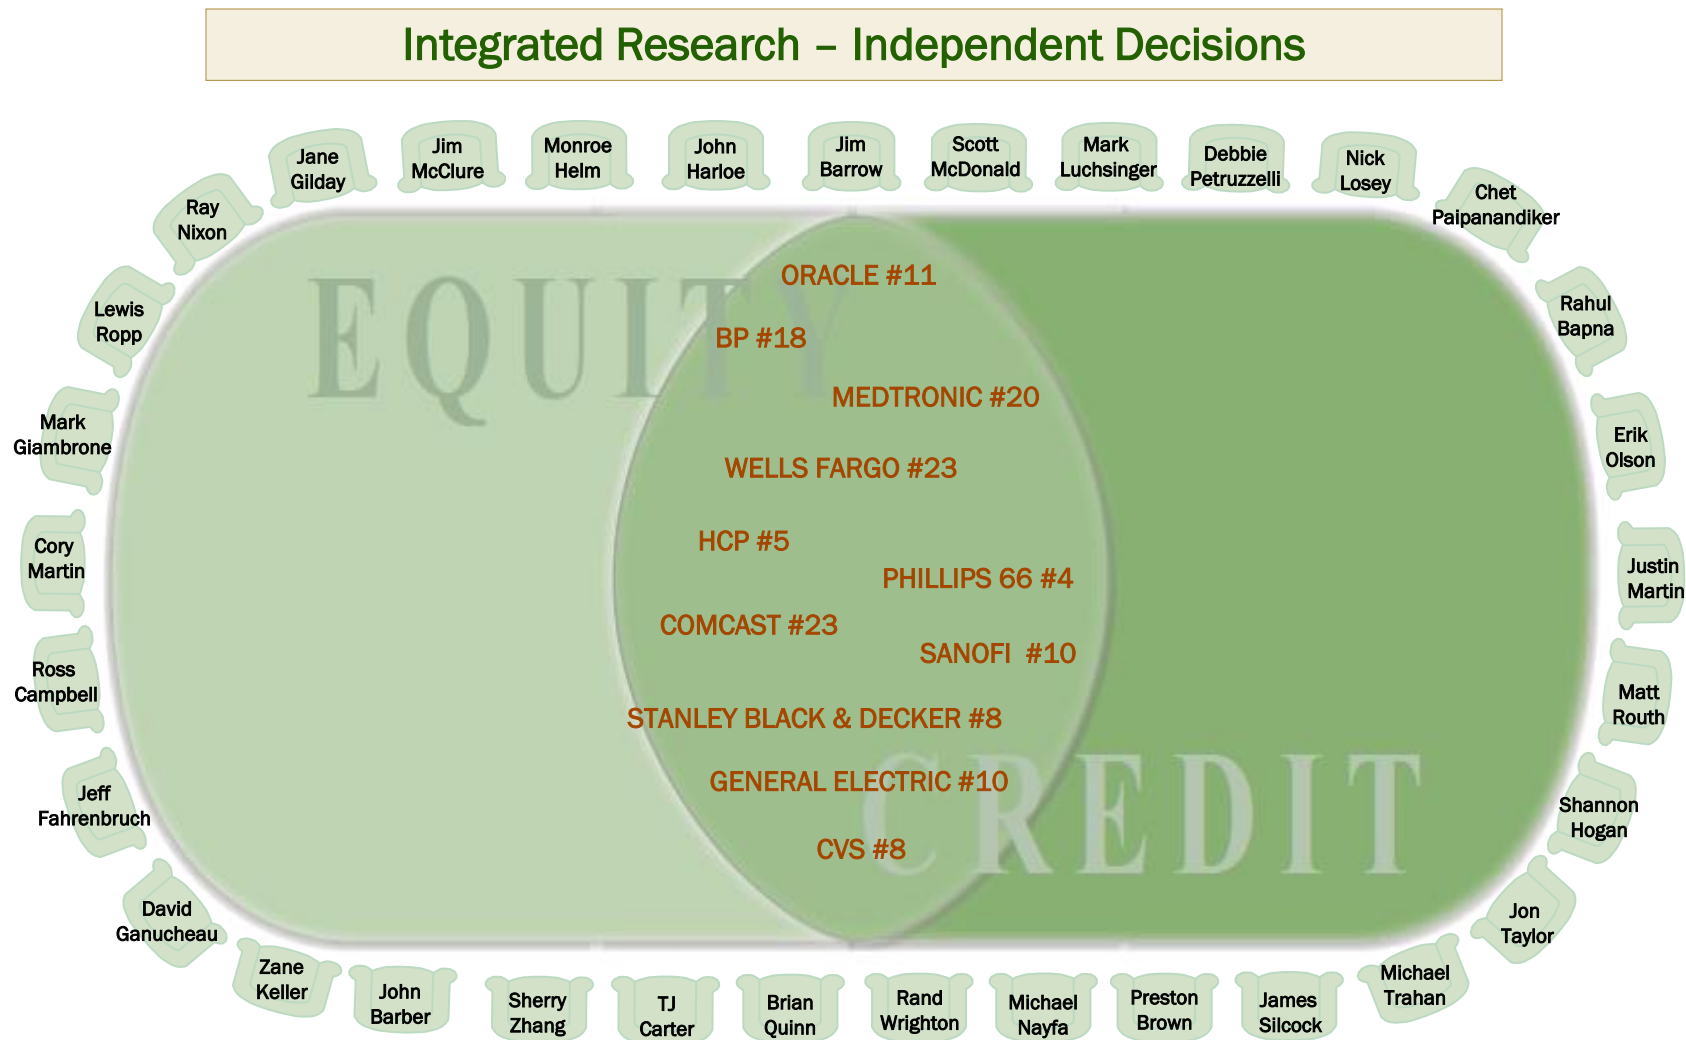 Integrated Research – Independent Decisions
Jane
Gilday
Jim
McClure
Monroe
Helm
John
Harloe
Jim
Barrow
Scott
McDonald
Mark
Luchsinger
Debbie
Petruzzelli
Nick
Losey
Chet
Paipanandiker
Ray
Nixon
Lewis
Ropp
Rahul
Bapna
Mark
Giambrone
Erik
Olson
Cory
Martin
Justin
Martin
Ross
Campbell
Matt
Routh
Jeff
Fahrenbruch
Shannon
Hogan
David
Ganucheau
Jon
Taylor
EQUITY
ORACLE #11
BP #18
MEDTRONIC #20
WELLS FARGO #23
HCP #5
PHILLIPS 66 #4
COMCAST #23
SANOFI  #10
STANLEY BLACK & DECKER #8
GENERAL ELECTRIC #10
CVS #8
CREDIT
Zane
Keller
John
Barber
Sherry
Zhang
TJ
Carter
Brian
Quinn
Rand
Wrighton
Michael
Nayfa
Preston
Brown
James
Silcock
Michael
Trahan